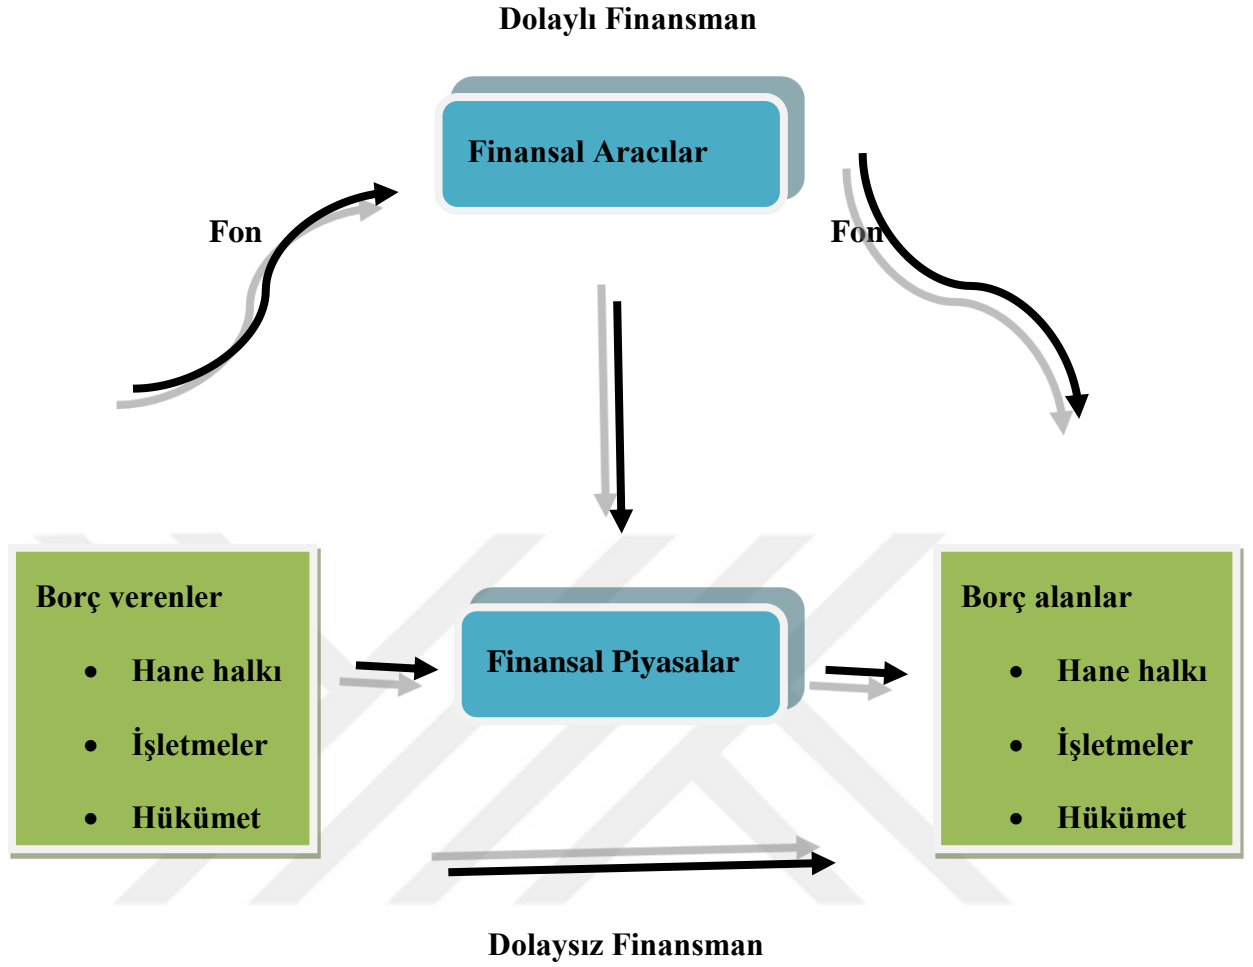 Dolaylı Finansman
Finansal Aracılar
Fon
Fon
Borç verenler
• Hane halkı
• İşletmeler
• Hükümet
Finansal Piyasalar
Borç alanlar
• Hane halkı
• İşletmeler
• Hükümet
Dolaysız Finansman